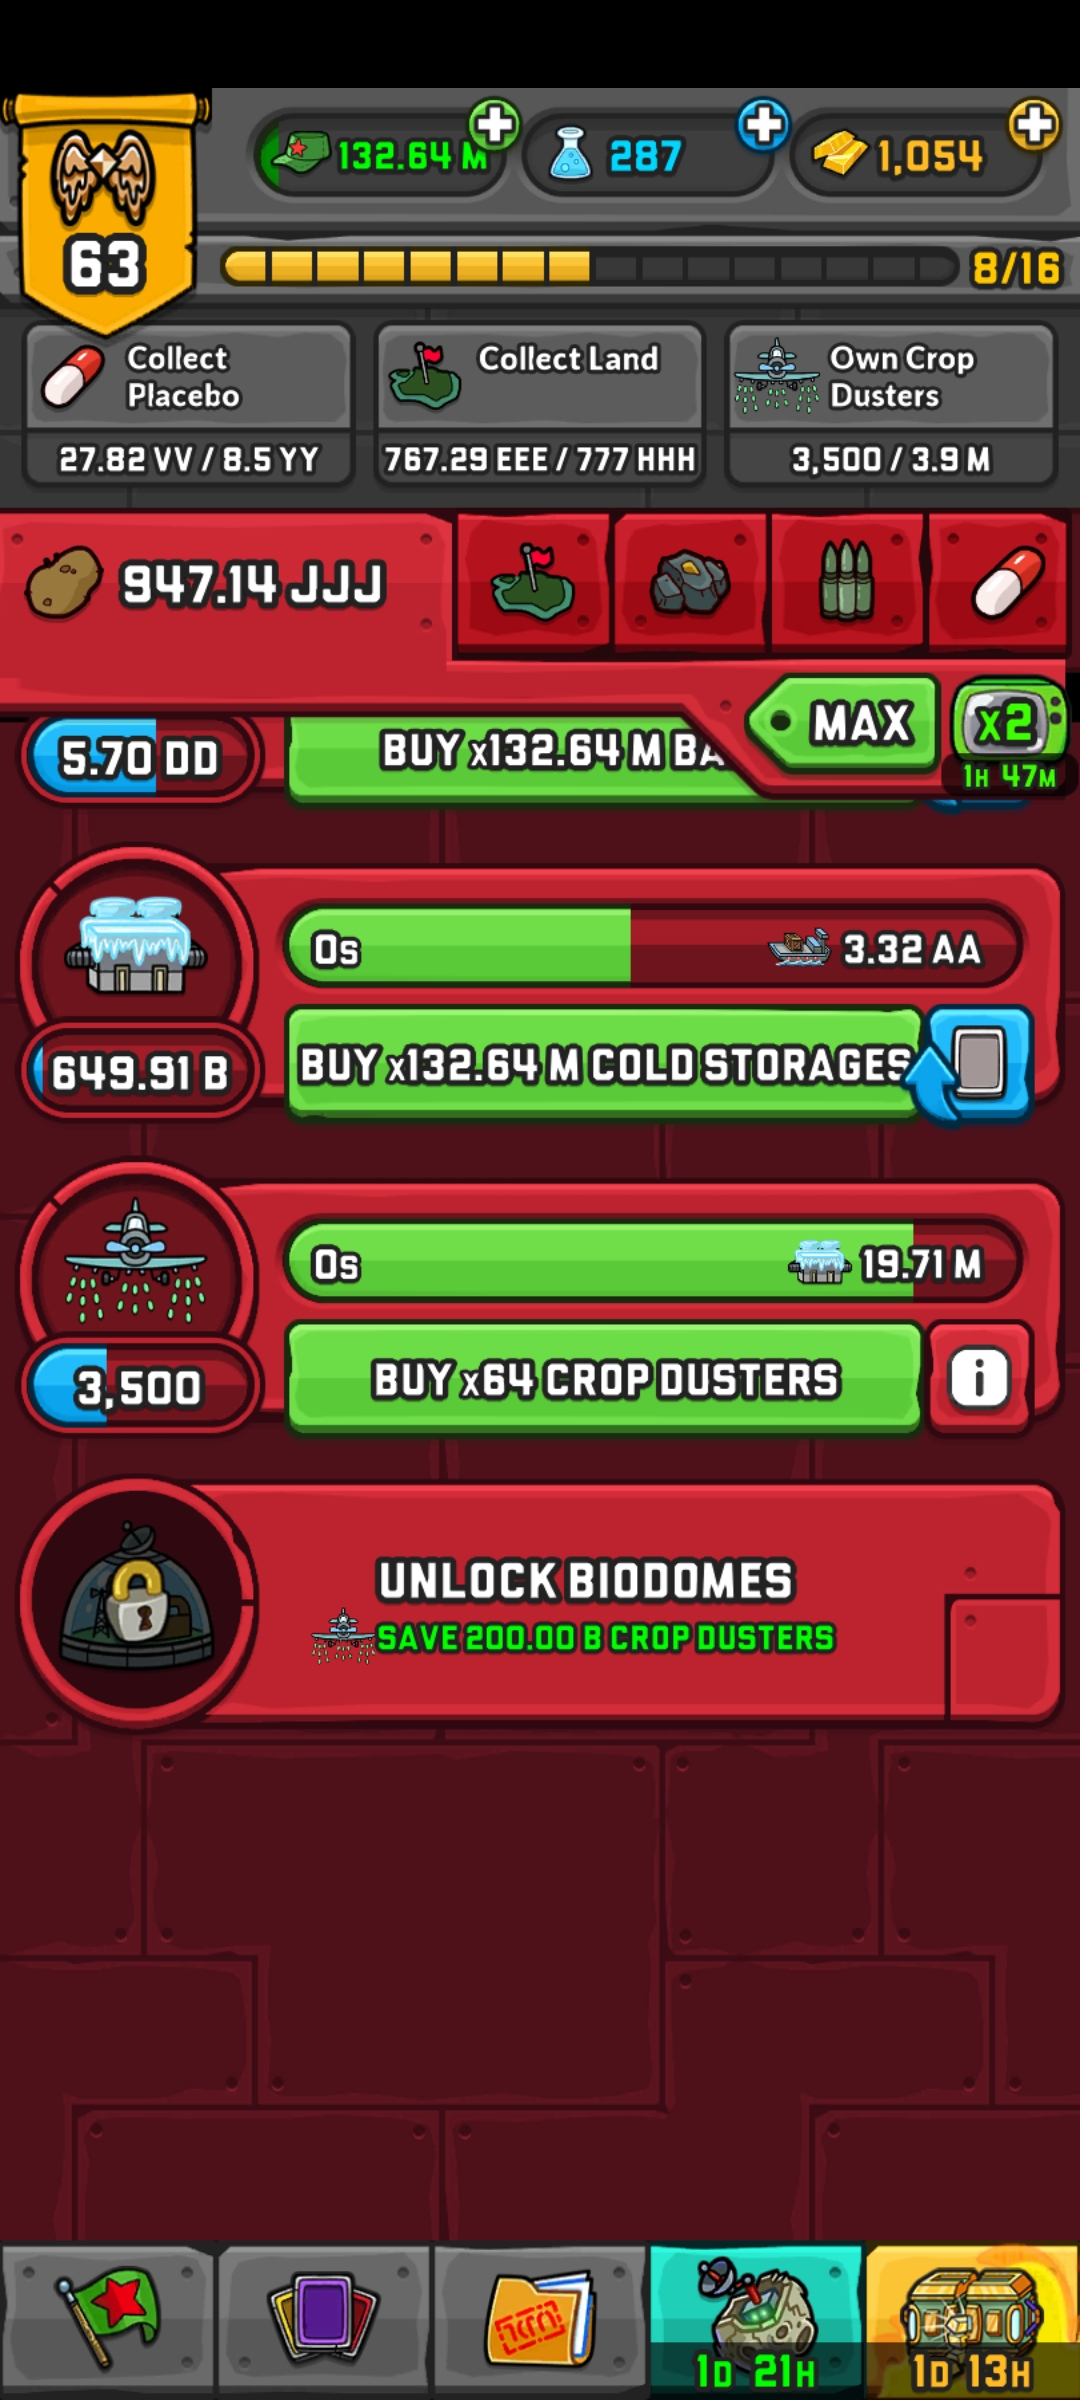 132.64 M
287
1,054
63
8/16
Collect
Placebo
27.82 VV / 8.5 YY
Collect Land
767.29 EEE / 777 HHH
Own Crop
Dusters
3,500 / 3.9 M
947.14 JJJ
MAX
x2
1H 47M
5.70 DD
BUY x132.64 M BA
0s
3.32 AA
649.91 B
BUY x132.64 M COLD STORAGES
0s
19.71 M
3,500
BUY x64 CROP DUSTERS
i
UNLOCK BIODOMES
SAVE 200.00 B CROP DUSTERS
1D 21H
1D 13H